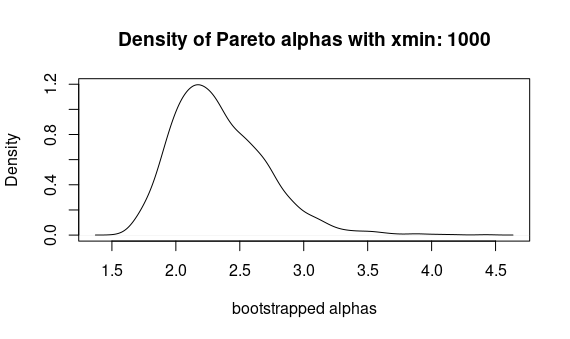 Density of Pareto alphas with xmin: 1000
Density
1.2
0.8
0.4
0.0
1.5 2.0 2.5 3.0 3.5 4.0 4.5
bootstrapped alphas